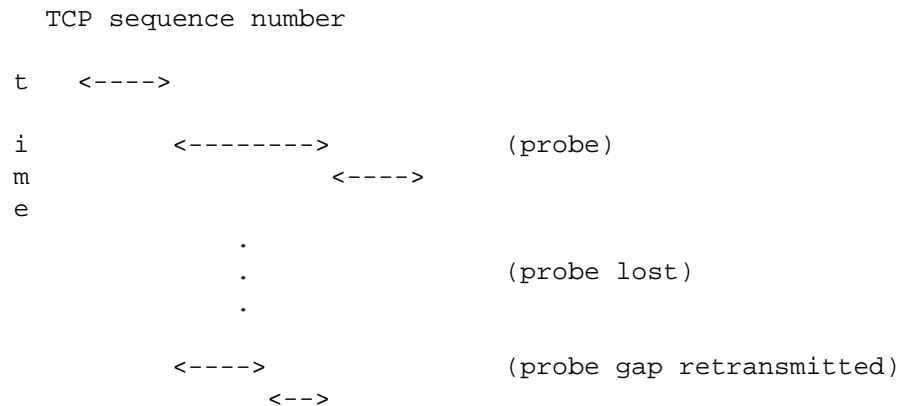 TCP sequence number
t <---->
i <--------> (probe)
m <---->
e
.
. (probe lost)
.
<----> (probe gap retransmitted)
<-->